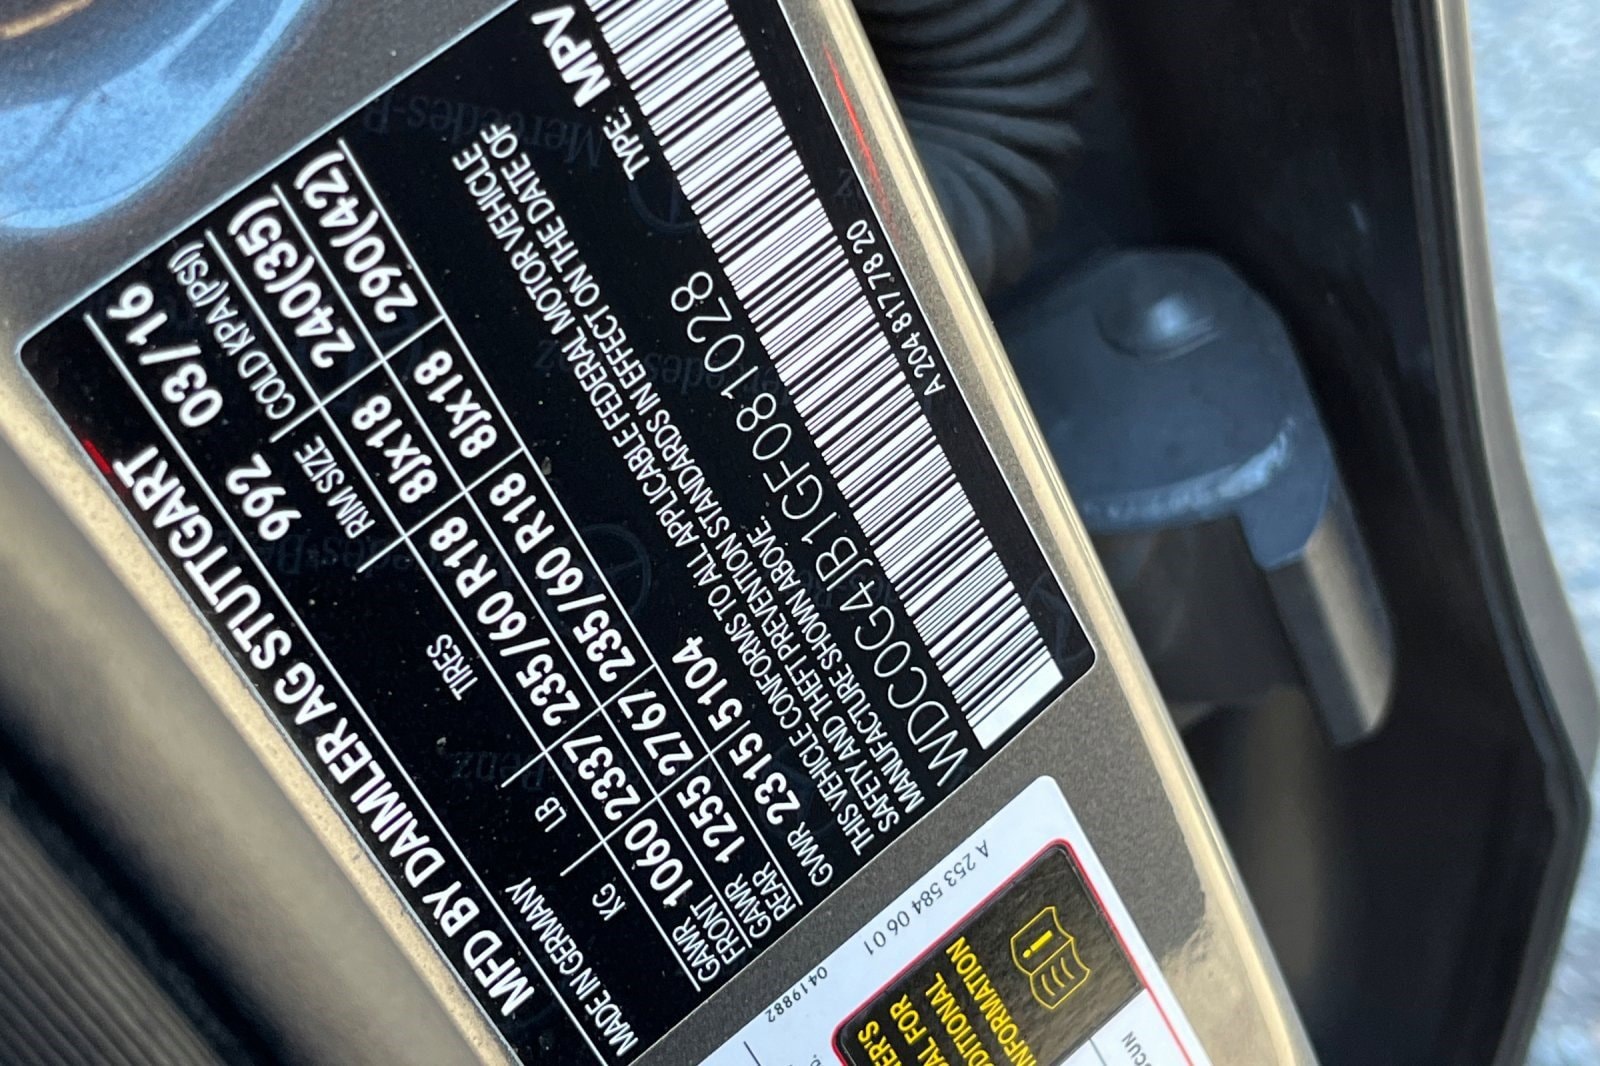 MFD BY DAIMLER AG STUTTGART 03/16
MADE IN GERMANY 992
KG LB TIRES RIM SIZE COLD KPA(PSI)
GAWR FRONT 1060 2337 235/60 R18 8Jx18 240(35)
GAWR REAR 1255 2767 235/60 R18 8Jx18 290(42)
GVWR 2315 5104
THIS VEHICLE CONFORMS TO ALL APPLICABLE FEDERAL MOTOR VEHICLE
SAFETY AND THEFT PREVENTION STANDARDS IN EFFECT ON THE DATE OF
MANUFACTURE SHOWN ABOVE.
WDC0G4JB1GF081028 TYPE: MPV
A 204 817 78 20
A 253 584 06 01
0419882
INFORMATION